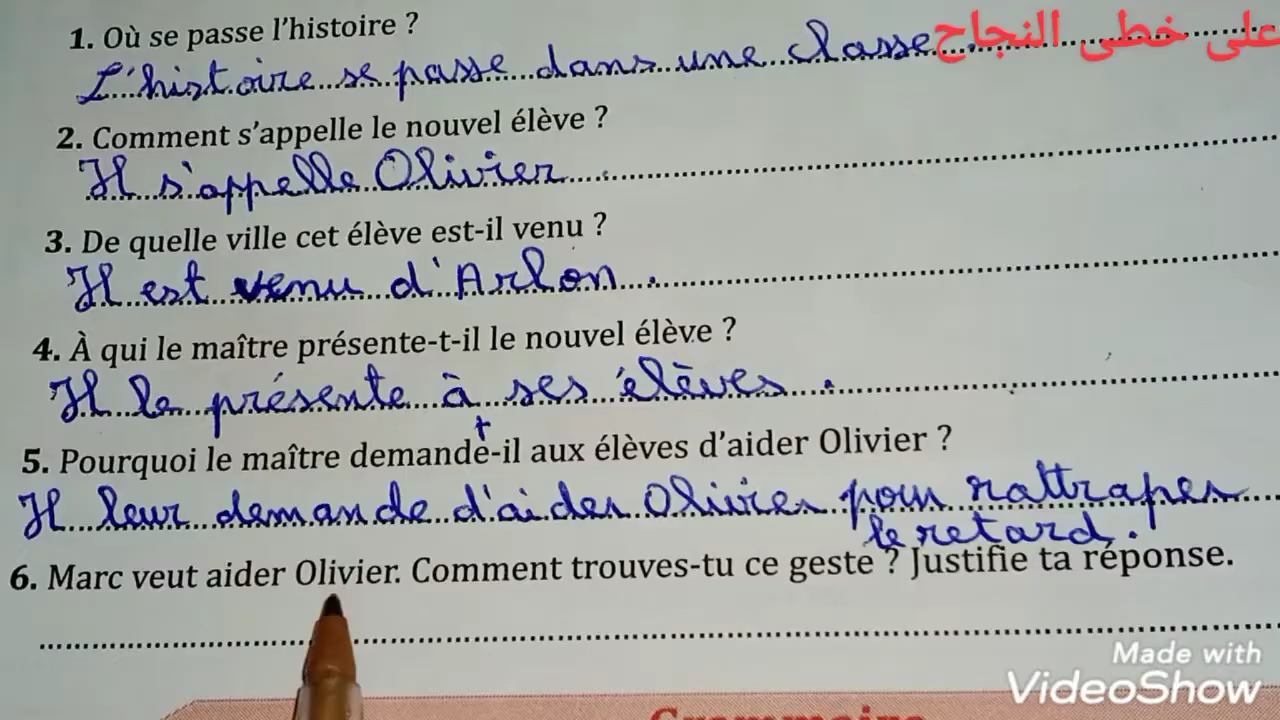 1. Où se passe l'histoire ?
على خطى النجاح
L'histoire se passe dans une classe.
2. Comment s'appelle le nouvel élève ?
Il s'appelle Olivier.
3. De quelle ville cet élève est-il venu ?
Il est venu d'Arlon.
4. À qui le maître présente-t-il le nouvel élève ?
Il le présente à ses élèves.
t
5. Pourquoi le maître demande-il aux élèves d'aider Olivier ?
Il leur demande d'aider Olivier pour rattraper
le retard.
6. Marc veut aider Olivier. Comment trouves-tu ce geste ? Justifie ta réponse.
Made with
VideoShow
Grammaire